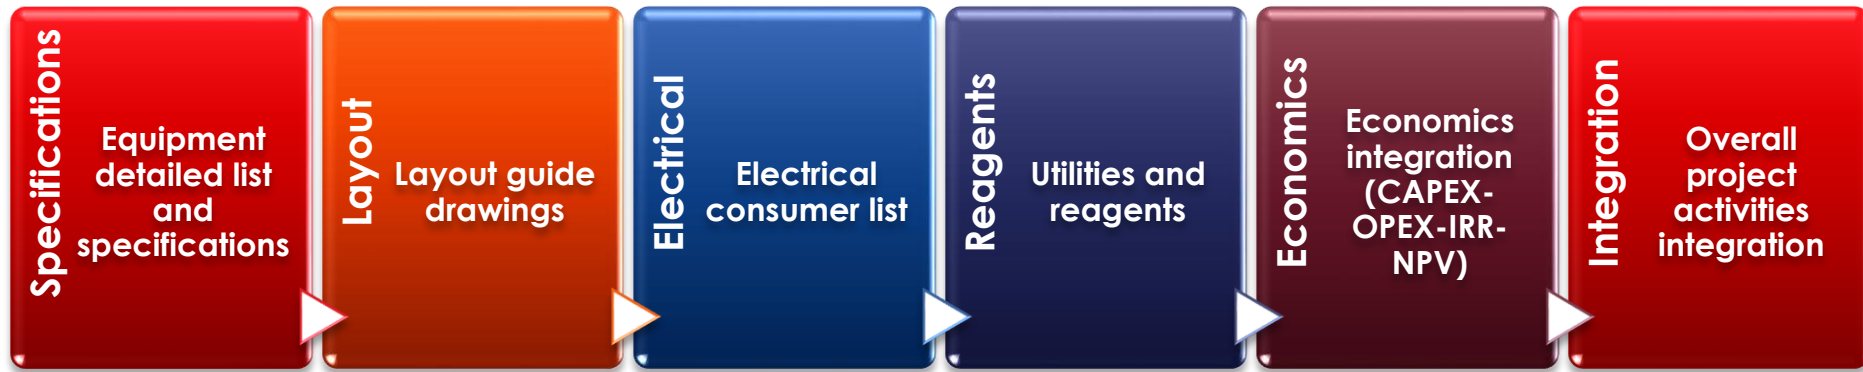 Specifications
Equipment
detailed list
and
specifications
Layout
Layout guide
drawings
Electrical
Electrical
consumer list
Reagents
Utilities and
reagents
Economics
Economics
integration
(CAPEX-
OPEX-IRR-
NPV)
Integration
Overall
project
activities
integration